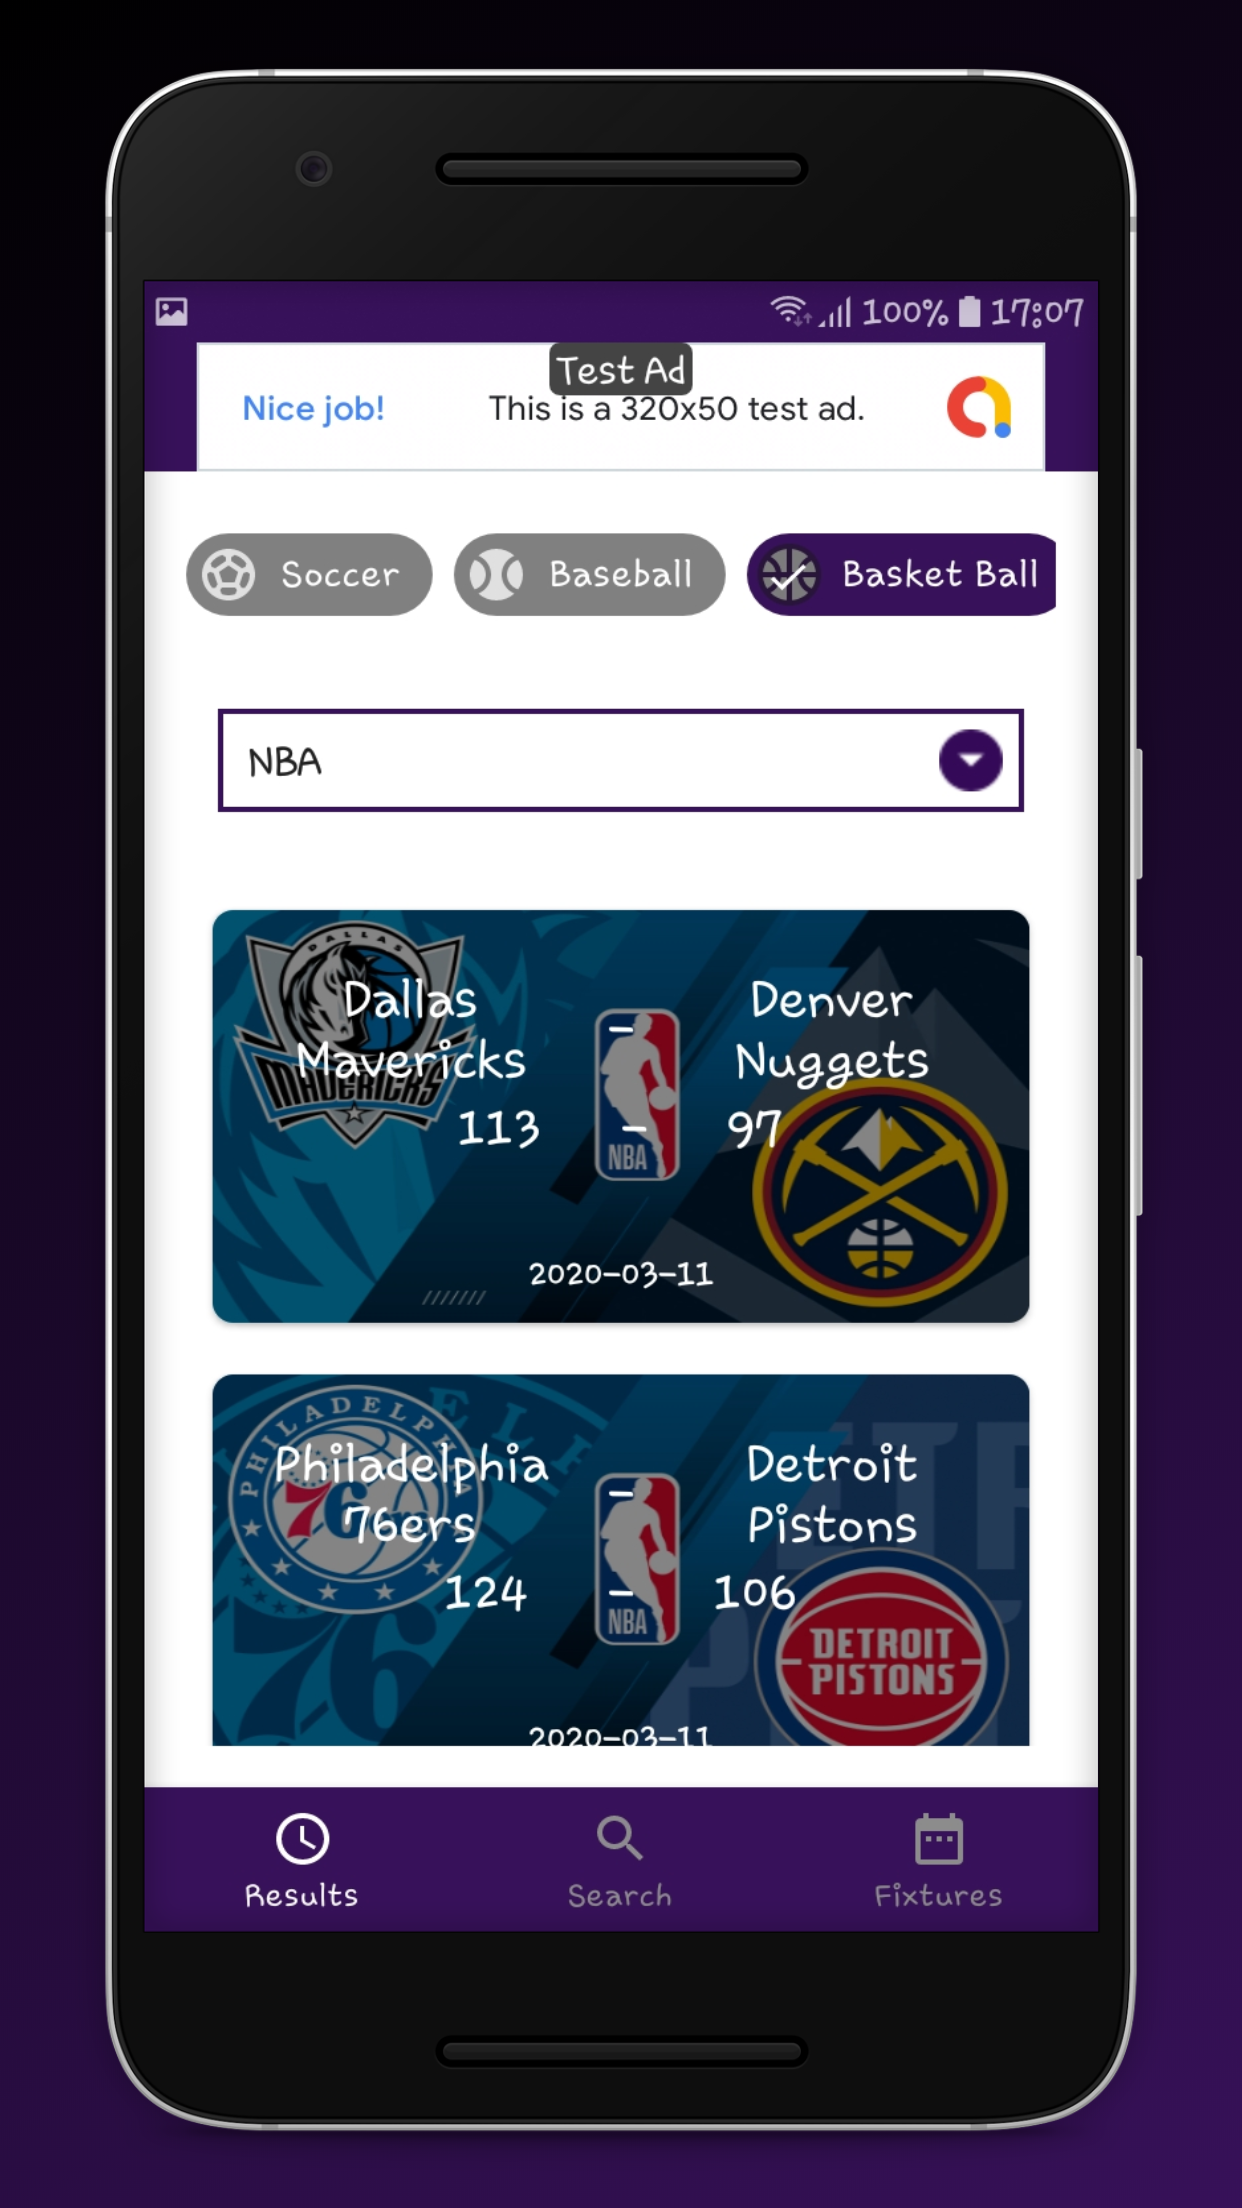 100% 17:07
Test Ad
Nice job! This is a 320x50 test ad.
Soccer Baseball Basket Ball
NBA
DALLAS
Dallas Mavericks
MAVERICKS
113
-
-
NBA
Denver Nuggets
97
2020-03-11
PHILADELPHIA
Philadelphia 76ers
76
124
-
-
NBA
Detroit Pistons
106
DETROIT
PISTONS
2020-03-11
Results Search Fixtures